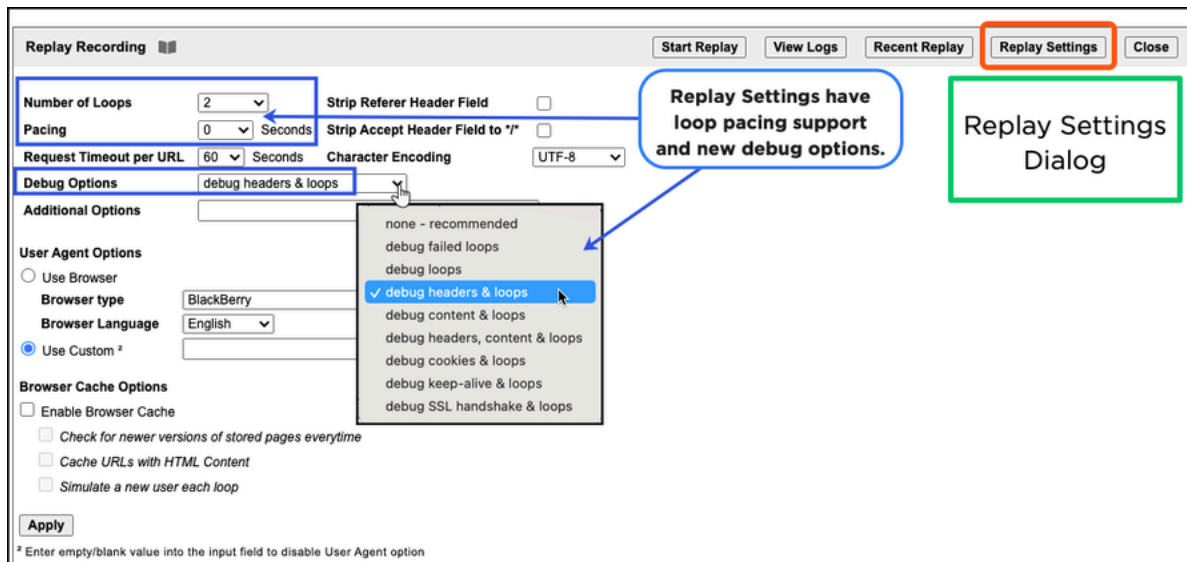 Replay Recording
Start Replay
View Logs
Recent Replay
Replay Settings
Close
Number of Loops 2
Strip Referer Header Field
Pacing 0 Seconds
Strip Accept Header Field to */*
Request Timeout per URL 60 Seconds
Character Encoding UTF-8
Debug Options debug headers & loops
Additional Options
Replay Settings have
loop pacing support
and new debug options.
Replay Settings
Dialog
none - recommended
debug failed loops
debug loops
✓ debug headers & loops
debug content & loops
debug headers, content & loops
debug cookies & loops
debug keep-alive & loops
debug SSL handshake & loops
User Agent Options
Use Browser
Browser type BlackBerry
Browser Language English
Use Custom ²
Browser Cache Options
Enable Browser Cache
Check for newer versions of stored pages everytime
Cache URLs with HTML Content
Simulate a new user each loop
Apply
² Enter empty/blank value into the input field to disable User Agent option